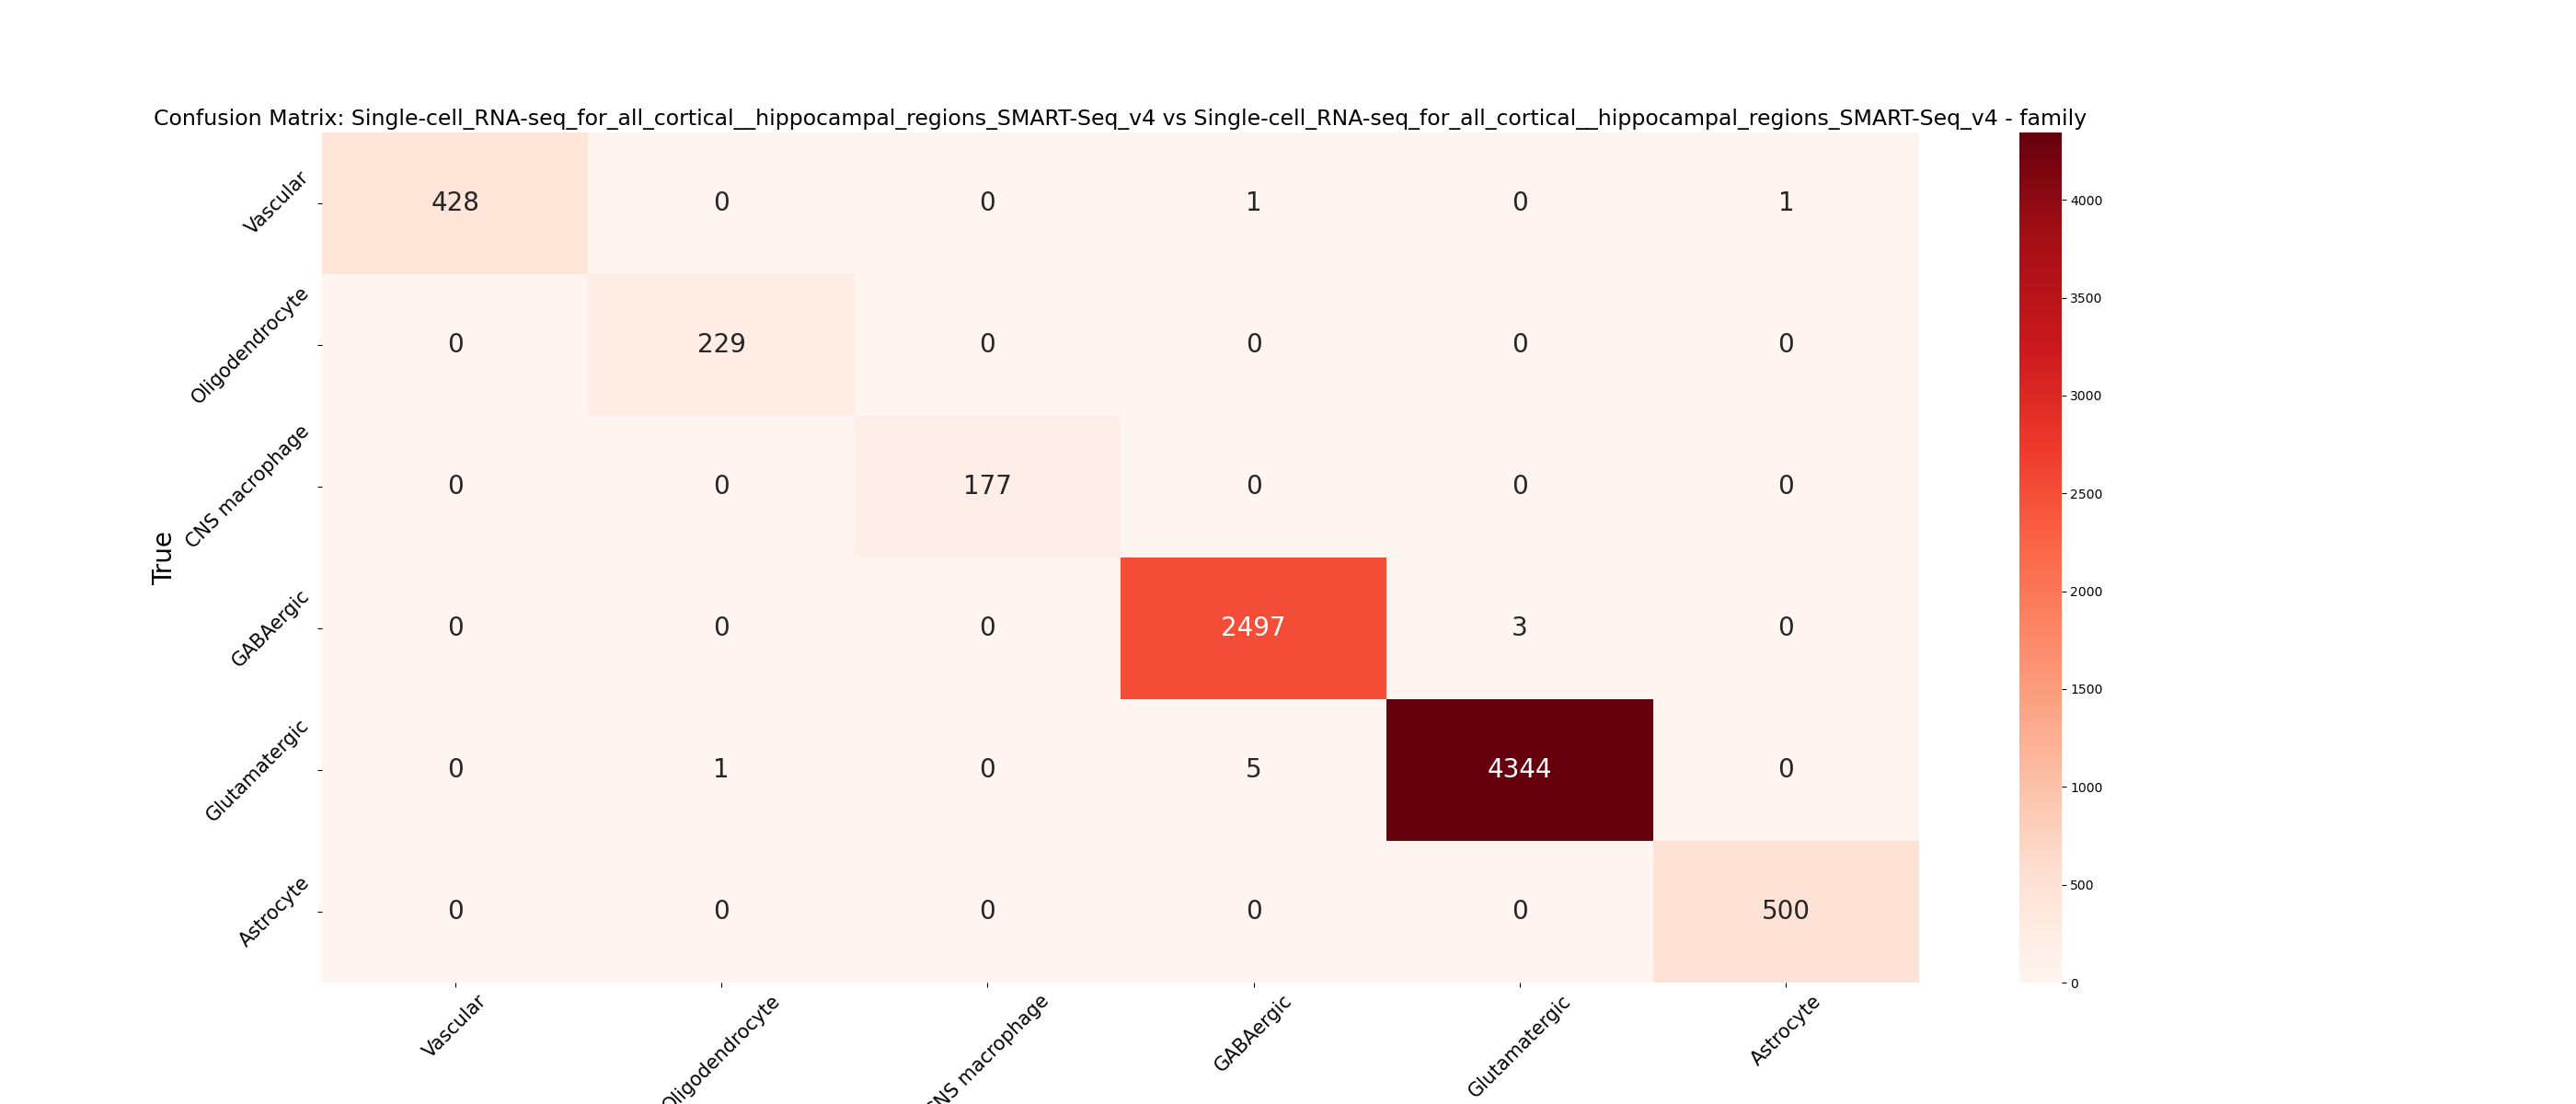 Confusion Matrix: Single-cell_RNA-seq_for_all_cortical__hippocampal_regions_SMART-Seq_v4 vs Single-cell_RNA-seq_for_all_cortical__hippocampal_regions_SMART-Seq_v4 - family
Vascular 428 0 0 1 0 1
Oligodendrocyte 0 229 0 0 0 0
CNS macrophage 0 0 177 0 0 0
True
GABAergic 0 0 0 2497 3 0
Glutamatergic 0 1 0 5 4344 0
Astrocyte 0 0 0 0 0 500
Vascular Oligodendrocyte CNS macrophage GABAergic Glutamatergic Astrocyte
4000
3500
3000
2500
2000
1500
1000
500
0